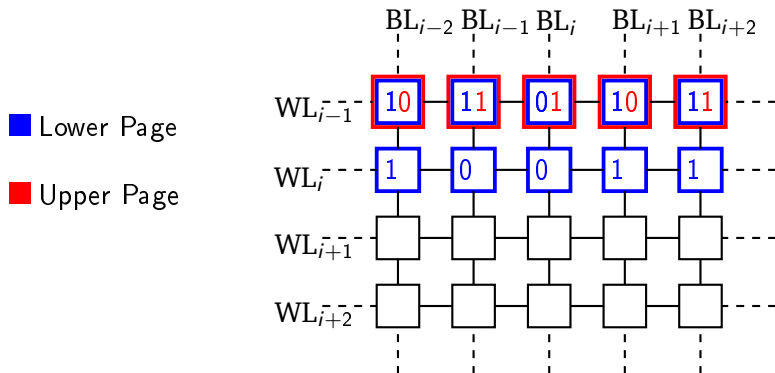 BL_{i−2} BL_{i−1} BL_i BL_{i+1} BL_{i+2}
WL_{i−1} 10 11 01 10 11
Lower Page
WL_i 1 0 0 1 1
Upper Page
WL_{i+1}
WL_{i+2}